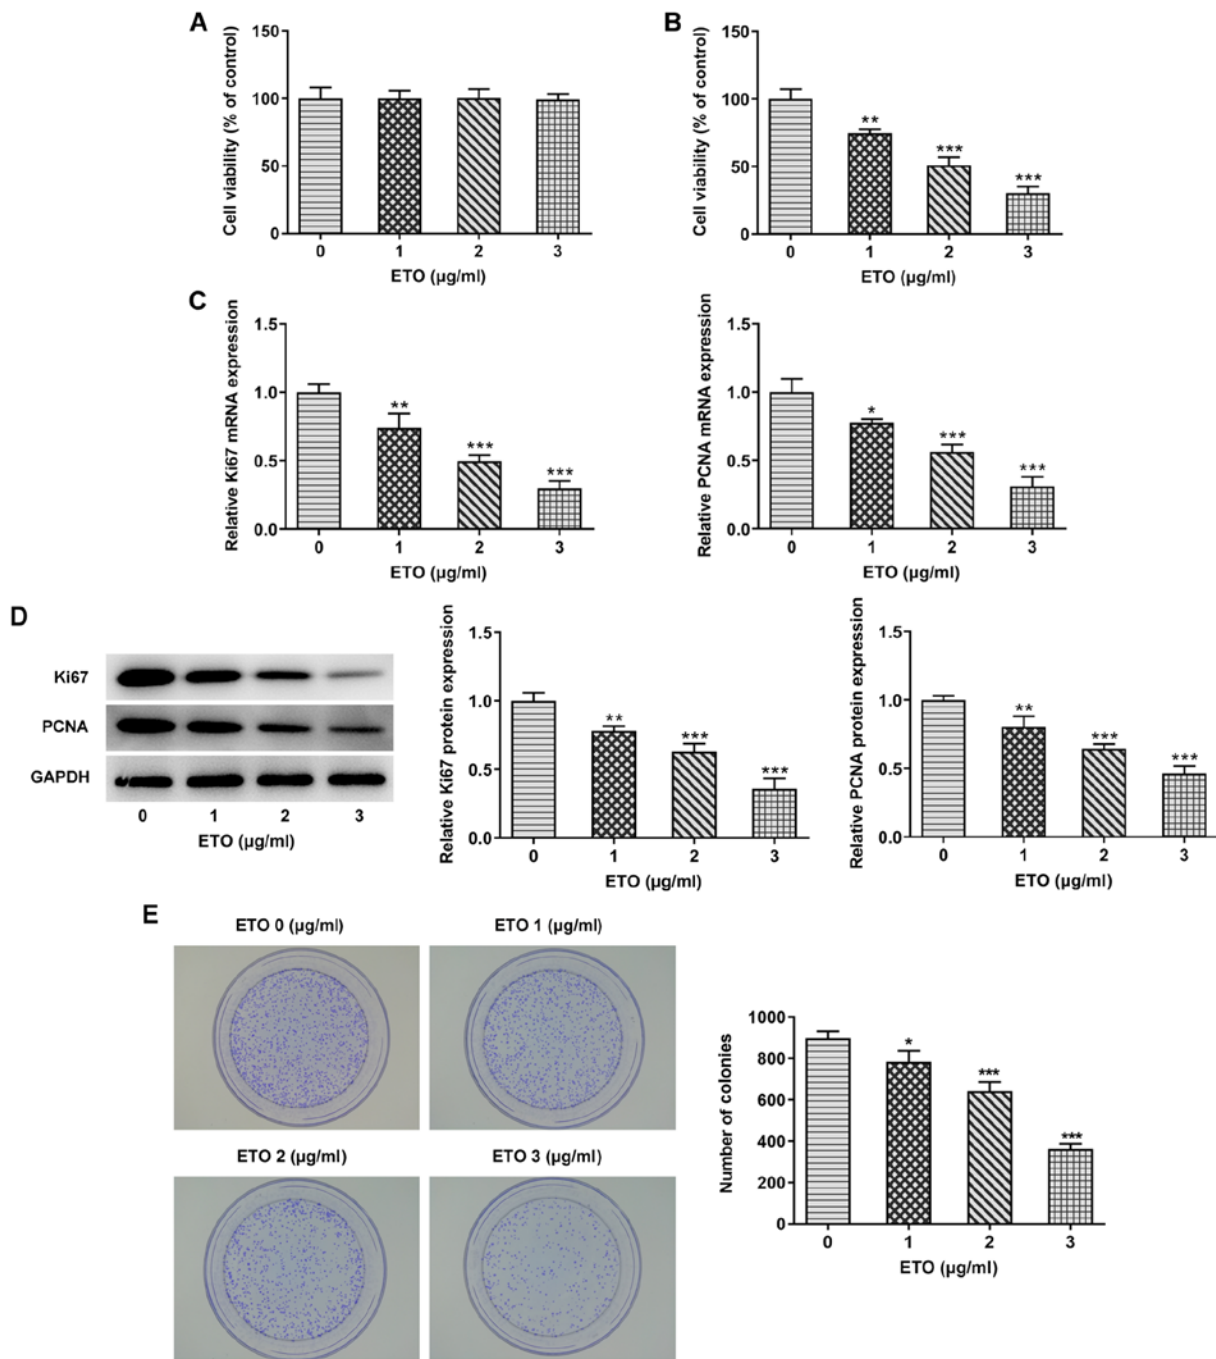 A
Cell viability (% of control)
150
100
50
0
0 1 2 3
ETO (µg/ml)
B
Cell viability (% of control)
150
100
50
0
**
***
***
0 1 2 3
ETO (µg/ml)
C
Relative Ki67 mRNA expression
1.5
1.0
0.5
0.0
**
***
***
0 1 2 3
ETO (µg/ml)
Relative PCNA mRNA expression
1.5
1.0
0.5
0.0
*
***
***
0 1 2 3
ETO (µg/ml)
D
Ki67
PCNA
GAPDH
0 1 2 3
ETO (µg/ml)
Relative Ki67 protein expression
1.5
1.0
0.5
0.0
**
***
***
0 1 2 3
ETO (µg/ml)
Relative PCNA protein expression
1.5
1.0
0.5
0.0
**
***
***
0 1 2 3
ETO (µg/ml)
E
ETO 0 (µg/ml) ETO 1 (µg/ml)
ETO 2 (µg/ml) ETO 3 (µg/ml)
Number of colonies
1000
800
600
400
200
0
*
***
***
0 1 2 3
ETO (µg/ml)